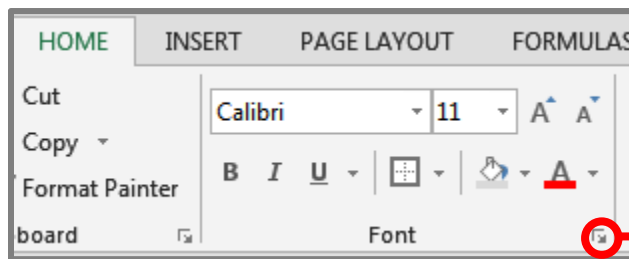 HOME INSERT PAGE LAYOUT FORMULAS
Cut
Calibri 11 A A
Copy
B I U A
Format Painter
board Font